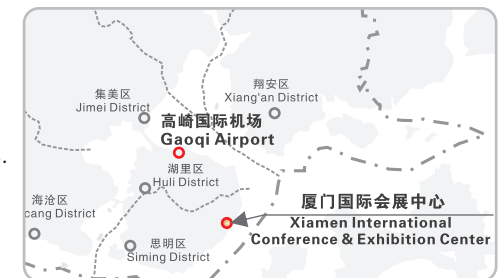 集美区
Jimei District
翔安区
Xiang'an District
高崎国际机场
Gaoqi Airport
湖里区
Huli District
海沧区
cang District
厦门国际会展中心
Xiamen International
Conference & Exhibition Center
思明区
Siming District